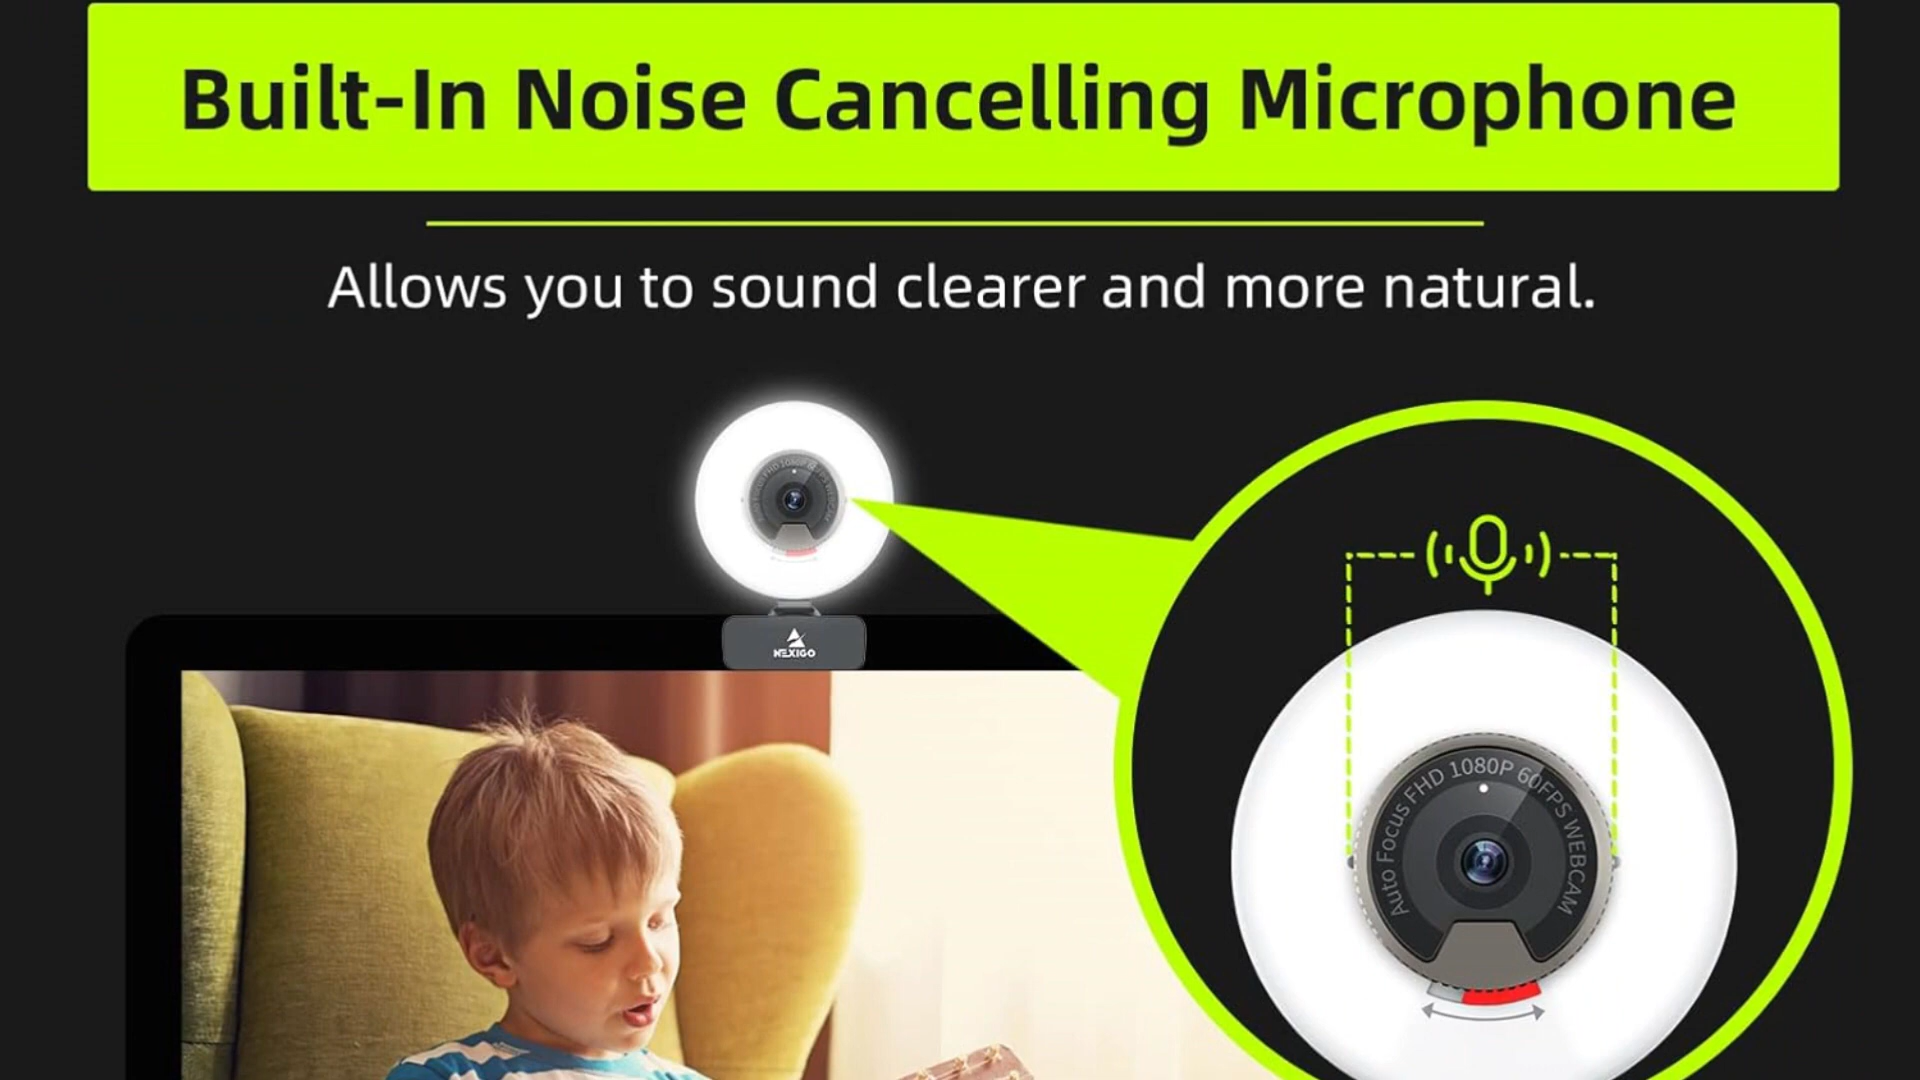 Built-In Noise Cancelling Microphone
Allows you to sound clearer and more natural.
NEXIGO
Auto Focus FHD 1080P 60FPS WEBCAM